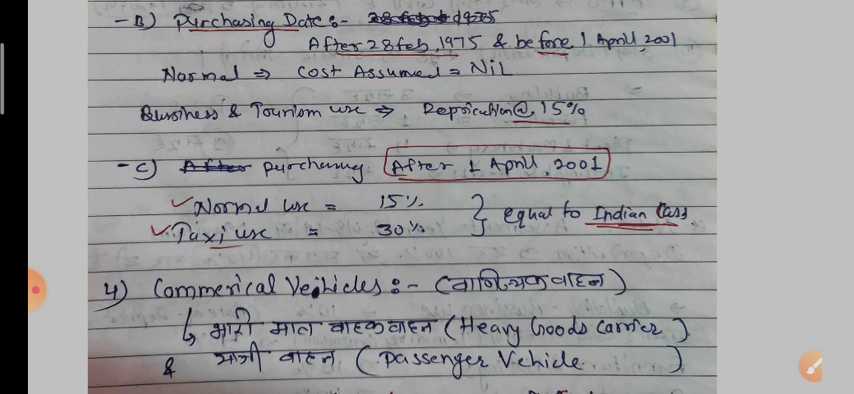 -B) Purchasing Date :-
After 28 feb, 1975 & before 1 April, 2001
Normal ⇒ Cost Assumed = NiL
Business & Tourism use ⇒ Depriciation@ 15%
-C) purchasing After 1 April, 2001
Normal use = 15% } equal to Indian Cars
Taxi use = 30%
4) Commerical Vehicles :- (वाणिज्यिक वाहन)
↳ भारी माल वाहक वाहन (Heavy Goods Carrier)
& यात्री वाहन (Passenger Vehicle)